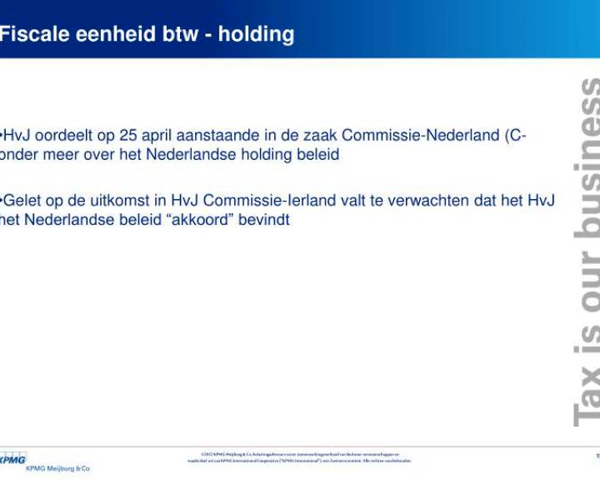 Fiscale eenheid btw - holding
•HvJ oordeelt op 25 april aanstaande in de zaak Commissie-Nederland (C-
onder meer over het Nederlandse holding beleid
•Gelet op de uitkomst in HvJ Commissie-Ierland valt te verwachten dat het HvJ
het Nederlandse beleid “akkoord” bevindt
Tax is our business
KPMG
KPMG Meijburg & Co